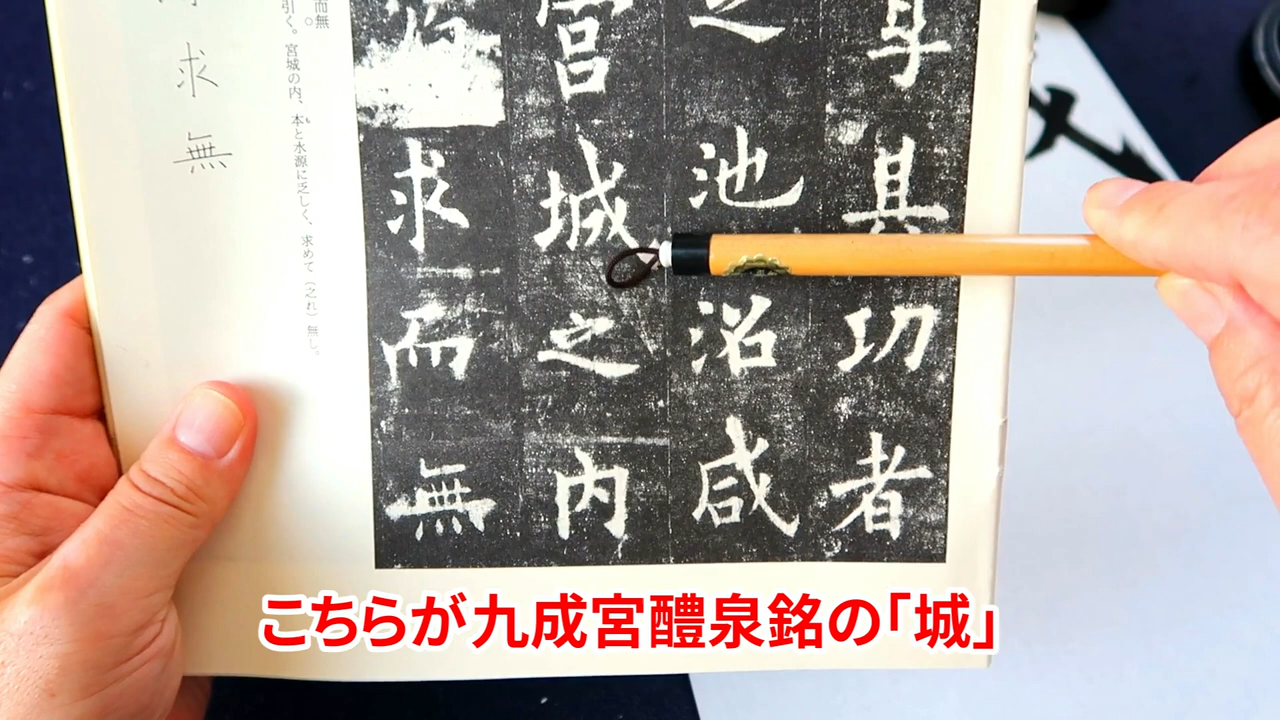 享其功者
之池沼咸
宮城之内
求而無
而無
引く。宮城の内、本と水源に乏しく、求めて(之れ)無し。
も
求無
こちらが九成宮醴泉銘の「城」